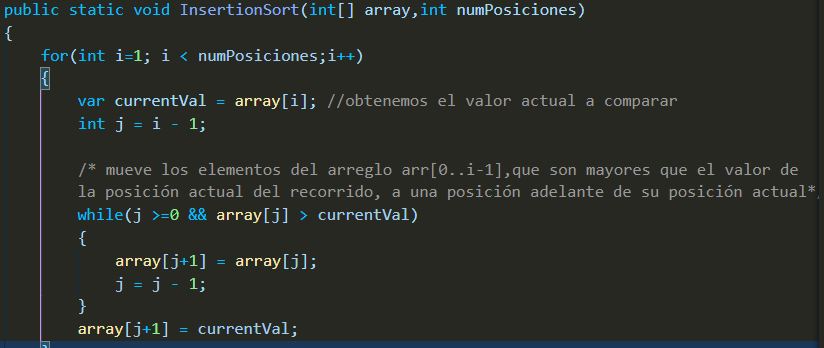 public static void InsertionSort(int[] array,int numPosiciones)
{
for(int i=1; i < numPosiciones;i++)
{
var currentVal = array[i]; //obtenemos el valor actual a comparar
int j = i - 1;
/* mueve los elementos del arreglo arr[0..i-1],que son mayores que el valor de
la posición actual del recorrido, a una posición adelante de su posición actual*/
while(j >=0 && array[j] > currentVal)
{
array[j+1] = array[j];
j = j - 1;
}
array[j+1] = currentVal;
}